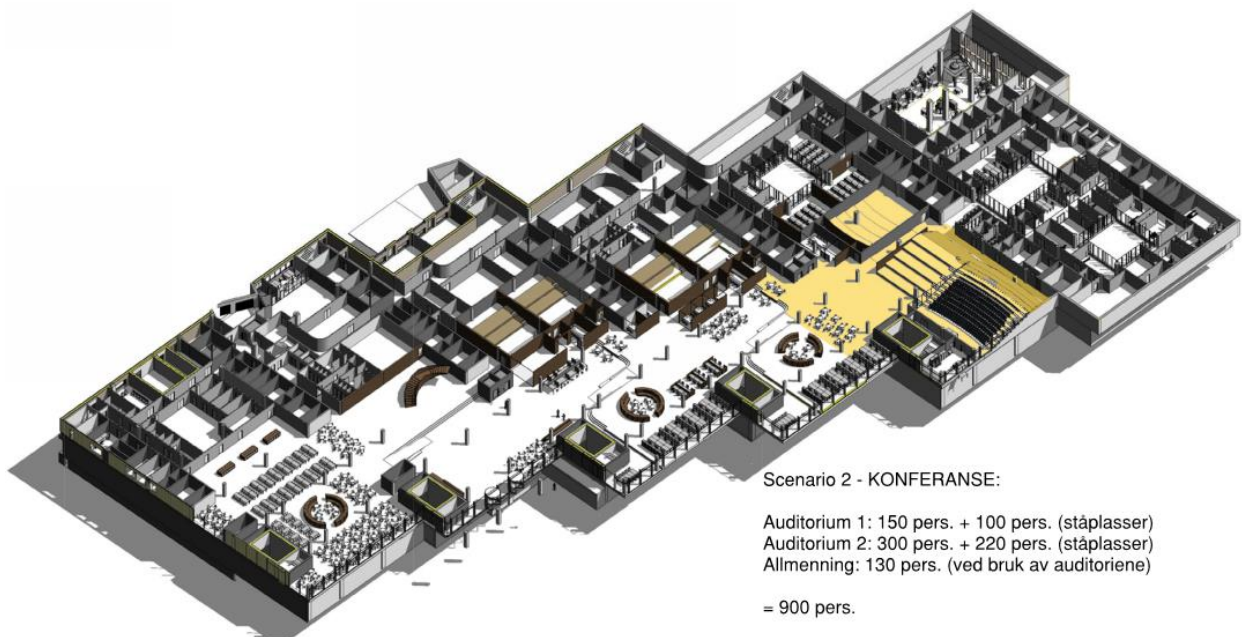 Scenario 2 - KONFERANSE:
Auditorium 1: 150 pers. + 100 pers. (ståplasser)
Auditorium 2: 300 pers. + 220 pers. (ståplasser)
Allmenning: 130 pers. (ved bruk av auditoriene)
= 900 pers.